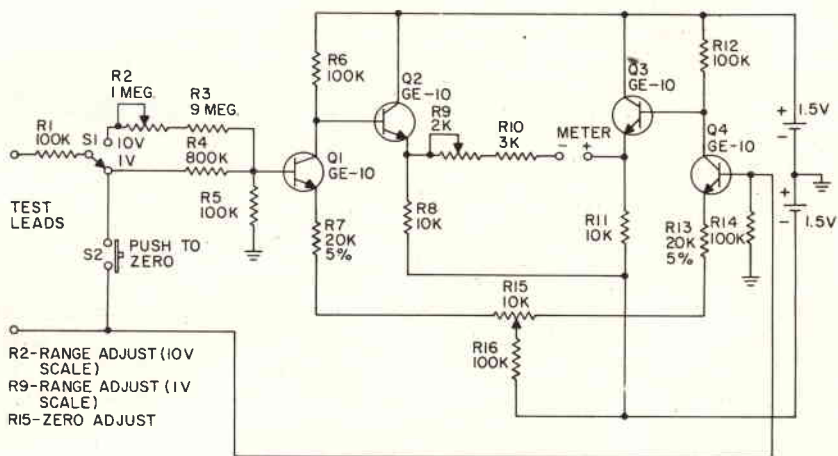 R1
100K
S1
R2
1 MEG.
R3
9 MEG.
10V
1V
R4
800K
R5
100K
TEST
LEADS
S2
PUSH TO
ZERO
R6
100K
Q1
GE-10
R7
20K
5%
Q2
GE-10
R8
10K
R9
2K
R10
3K
METER
- +
Q3
GE-10
R11
10K
R12
100K
Q4
GE-10
R13
20K
5%
R14
100K
R15
10K
R16
100K
+
1.5V
-
+
1.5V
-
R2-RANGE ADJUST (10V
SCALE)
R9-RANGE ADJUST (1V
SCALE)
R15-ZERO ADJUST